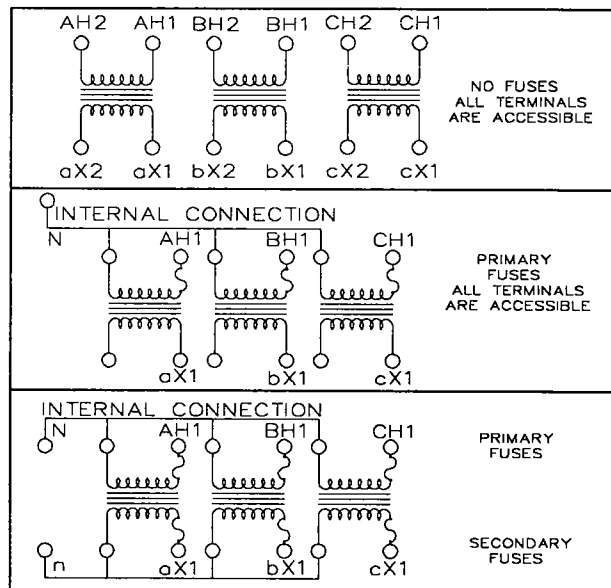 AH2 AH1 BH2 BH1 CH2 CH1
NO FUSES
ALL TERMINALS
ARE ACCESSIBLE
aX2 aX1 bX2 bX1 cX2 cX1
INTERNAL CONNECTION
N AH1 BH1 CH1
PRIMARY
FUSES
ALL TERMINALS
ARE ACCESSIBLE
aX1 bX1 cX1
INTERNAL CONNECTION
N AH1 BH1 CH1
PRIMARY
FUSES
SECONDARY
FUSES
n aX1 bX1 cX1